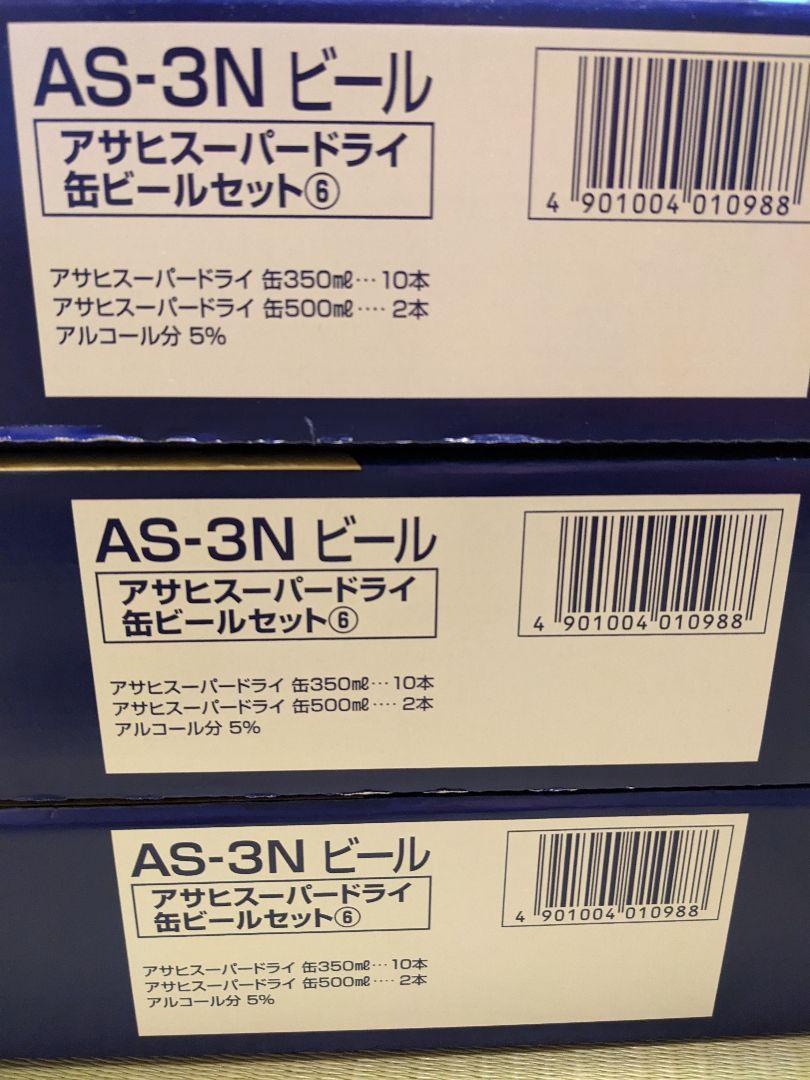 AS-3N ビール
アサヒスーパードライ
缶ビールセット⑥
4 901004 010988
アサヒスーパードライ 缶350㎖…10本
アサヒスーパードライ 缶500㎖‥‥2本
アルコール分 5%
AS-3N ビール
アサヒスーパードライ
缶ビールセット⑥
4 901004 010988
アサヒスーパードライ 缶350㎖…10本
アサヒスーパードライ 缶500㎖‥‥2本
アルコール分 5%
AS-3N ビール
アサヒスーパードライ
缶ビールセット⑥
4 901004 010988
アサヒスーパードライ 缶350㎖…10本
アサヒスーパードライ 缶500㎖‥‥2本
アルコール分 5%